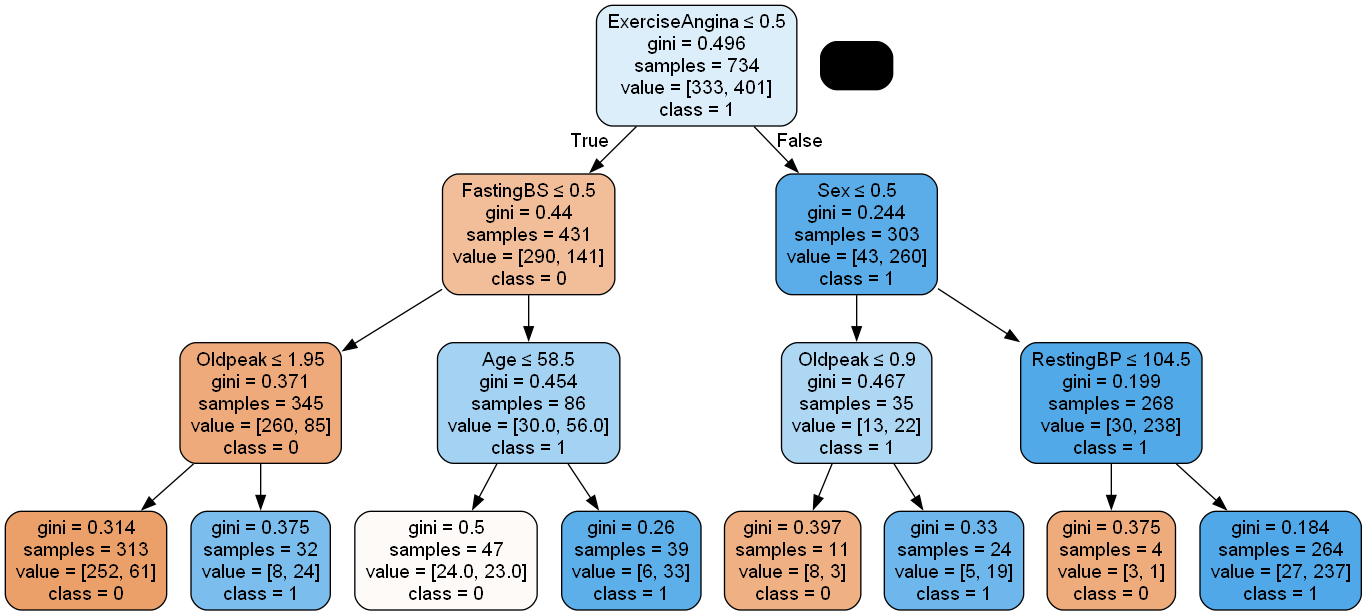 ExerciseAngina ≤ 0.5
gini = 0.496
samples = 734
value = [333, 401]
class = 1
True
False
FastingBS ≤ 0.5
gini = 0.44
samples = 431
value = [290, 141]
class = 0
Sex ≤ 0.5
gini = 0.244
samples = 303
value = [43, 260]
class = 1
Oldpeak ≤ 1.95
gini = 0.371
samples = 345
value = [260, 85]
class = 0
Age ≤ 58.5
gini = 0.454
samples = 86
value = [30.0, 56.0]
class = 1
Oldpeak ≤ 0.9
gini = 0.467
samples = 35
value = [13, 22]
class = 1
RestingBP ≤ 104.5
gini = 0.199
samples = 268
value = [30, 238]
class = 1
gini = 0.314
samples = 313
value = [252, 61]
class = 0
gini = 0.375
samples = 32
value = [8, 24]
class = 1
gini = 0.5
samples = 47
value = [24.0, 23.0]
class = 0
gini = 0.26
samples = 39
value = [6, 33]
class = 1
gini = 0.397
samples = 11
value = [8, 3]
class = 0
gini = 0.33
samples = 24
value = [5, 19]
class = 1
gini = 0.375
samples = 4
value = [3, 1]
class = 0
gini = 0.184
samples = 264
value = [27, 237]
class = 1